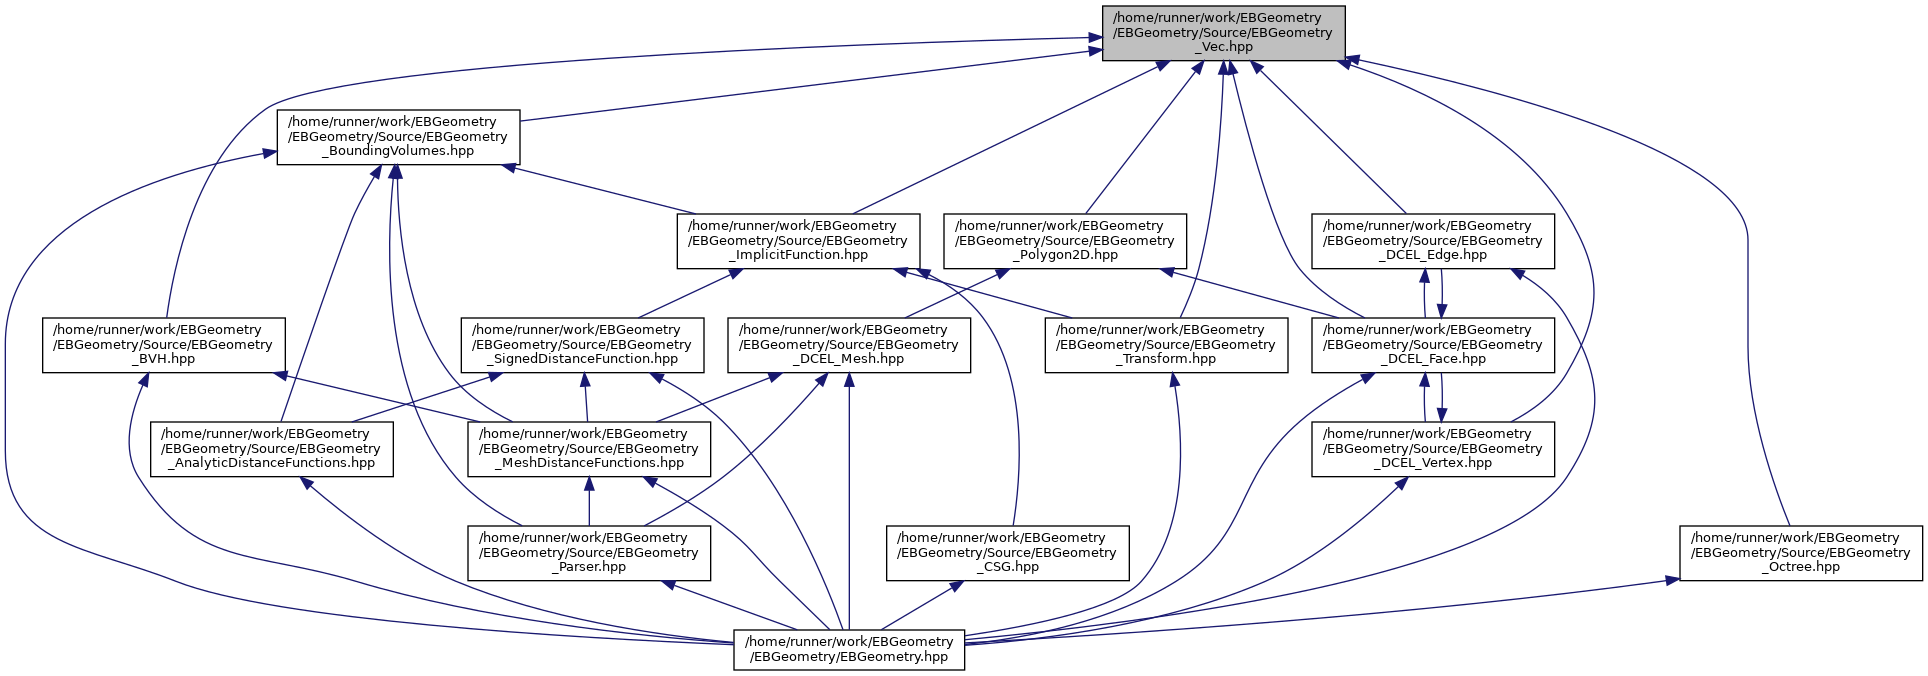 /home/runner/work/EBGeometry
/EBGeometry/Source/EBGeometry
_Vec.hpp
/home/runner/work/EBGeometry
/EBGeometry/Source/EBGeometry
_BoundingVolumes.hpp
/home/runner/work/EBGeometry
/EBGeometry/Source/EBGeometry
_ImplicitFunction.hpp
/home/runner/work/EBGeometry
/EBGeometry/Source/EBGeometry
_Polygon2D.hpp
/home/runner/work/EBGeometry
/EBGeometry/Source/EBGeometry
_DCEL_Edge.hpp
/home/runner/work/EBGeometry
/EBGeometry/Source/EBGeometry
_BVH.hpp
/home/runner/work/EBGeometry
/EBGeometry/Source/EBGeometry
_SignedDistanceFunction.hpp
/home/runner/work/EBGeometry
/EBGeometry/Source/EBGeometry
_DCEL_Mesh.hpp
/home/runner/work/EBGeometry
/EBGeometry/Source/EBGeometry
_Transform.hpp
/home/runner/work/EBGeometry
/EBGeometry/Source/EBGeometry
_DCEL_Face.hpp
/home/runner/work/EBGeometry
/EBGeometry/Source/EBGeometry
_AnalyticDistanceFunctions.hpp
/home/runner/work/EBGeometry
/EBGeometry/Source/EBGeometry
_MeshDistanceFunctions.hpp
/home/runner/work/EBGeometry
/EBGeometry/Source/EBGeometry
_DCEL_Vertex.hpp
/home/runner/work/EBGeometry
/EBGeometry/Source/EBGeometry
_Parser.hpp
/home/runner/work/EBGeometry
/EBGeometry/Source/EBGeometry
_CSG.hpp
/home/runner/work/EBGeometry
/EBGeometry/Source/EBGeometry
_Octree.hpp
/home/runner/work/EBGeometry
/EBGeometry/EBGeometry.hpp